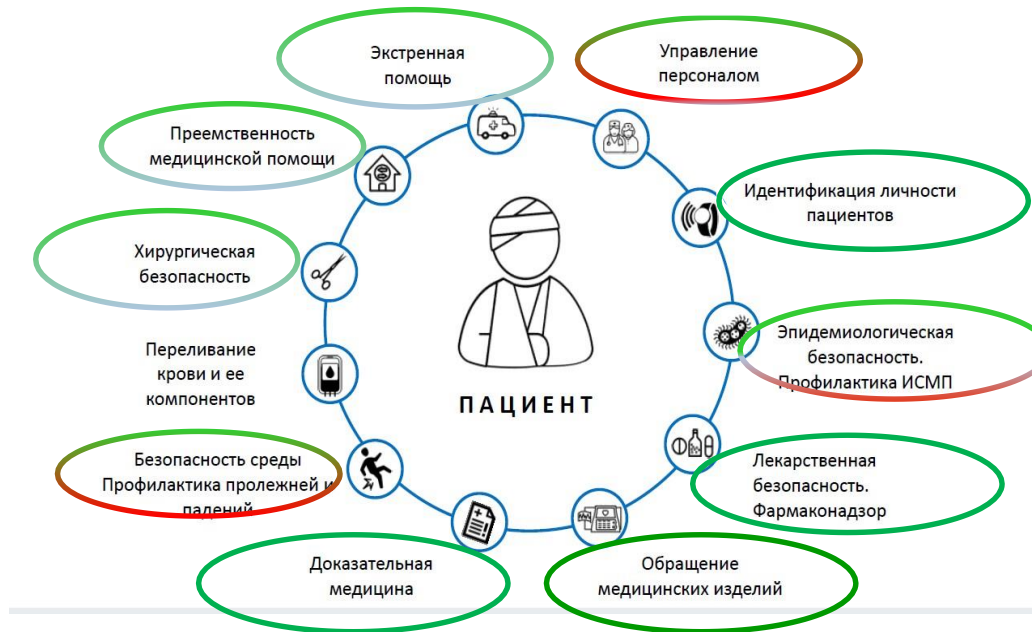 Экстренная
помощь
Управление
персоналом
Преемственность
медицинской помощи
Идентификация личности
пациентов
Хирургическая
безопасность
Эпидемиологическая
безопасность.
Профилактика ИСМП
Переливание
крови и ее
компонентов
ПАЦИЕНТ
Безопасность среды
Профилактика пролежней и
падений
Лекарственная
безопасность.
Фармаконадзор
Доказательная
медицина
Обращение
медицинских изделий